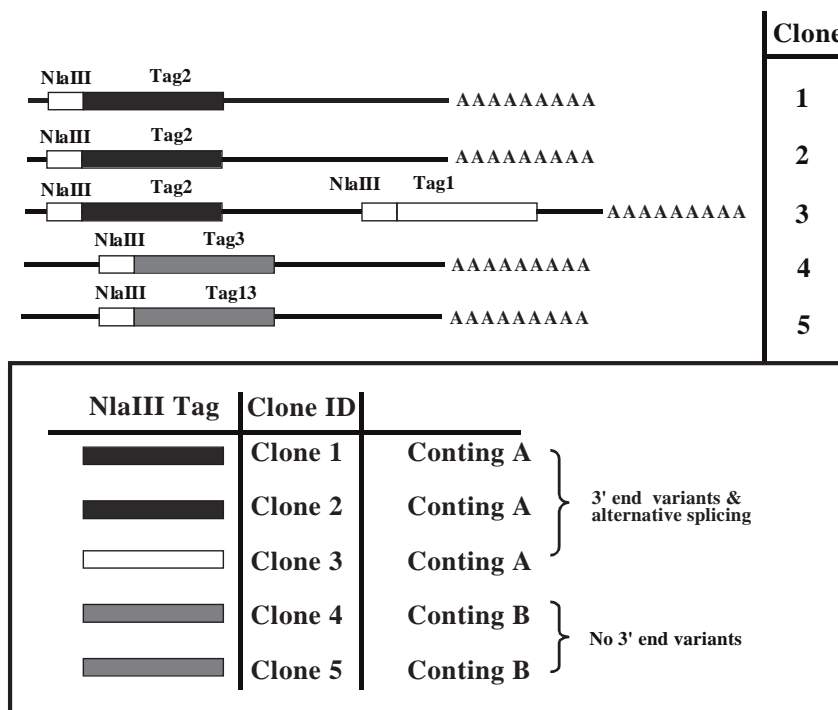 Clone
NlaIII Tag2
AAAAAAAAA 1
NlaIII Tag2
AAAAAAAAA 2
NlaIII Tag2 NlaIII Tag1
AAAAAAAAA 3
NlaIII Tag3
AAAAAAAAA 4
NlaIII Tag13
AAAAAAAAA 5
NlaIII Tag Clone ID
Clone 1 Conting A
Clone 2 Conting A
3' end variants &
alternative splicing
Clone 3 Conting A
Clone 4 Conting B
No 3' end variants
Clone 5 Conting B